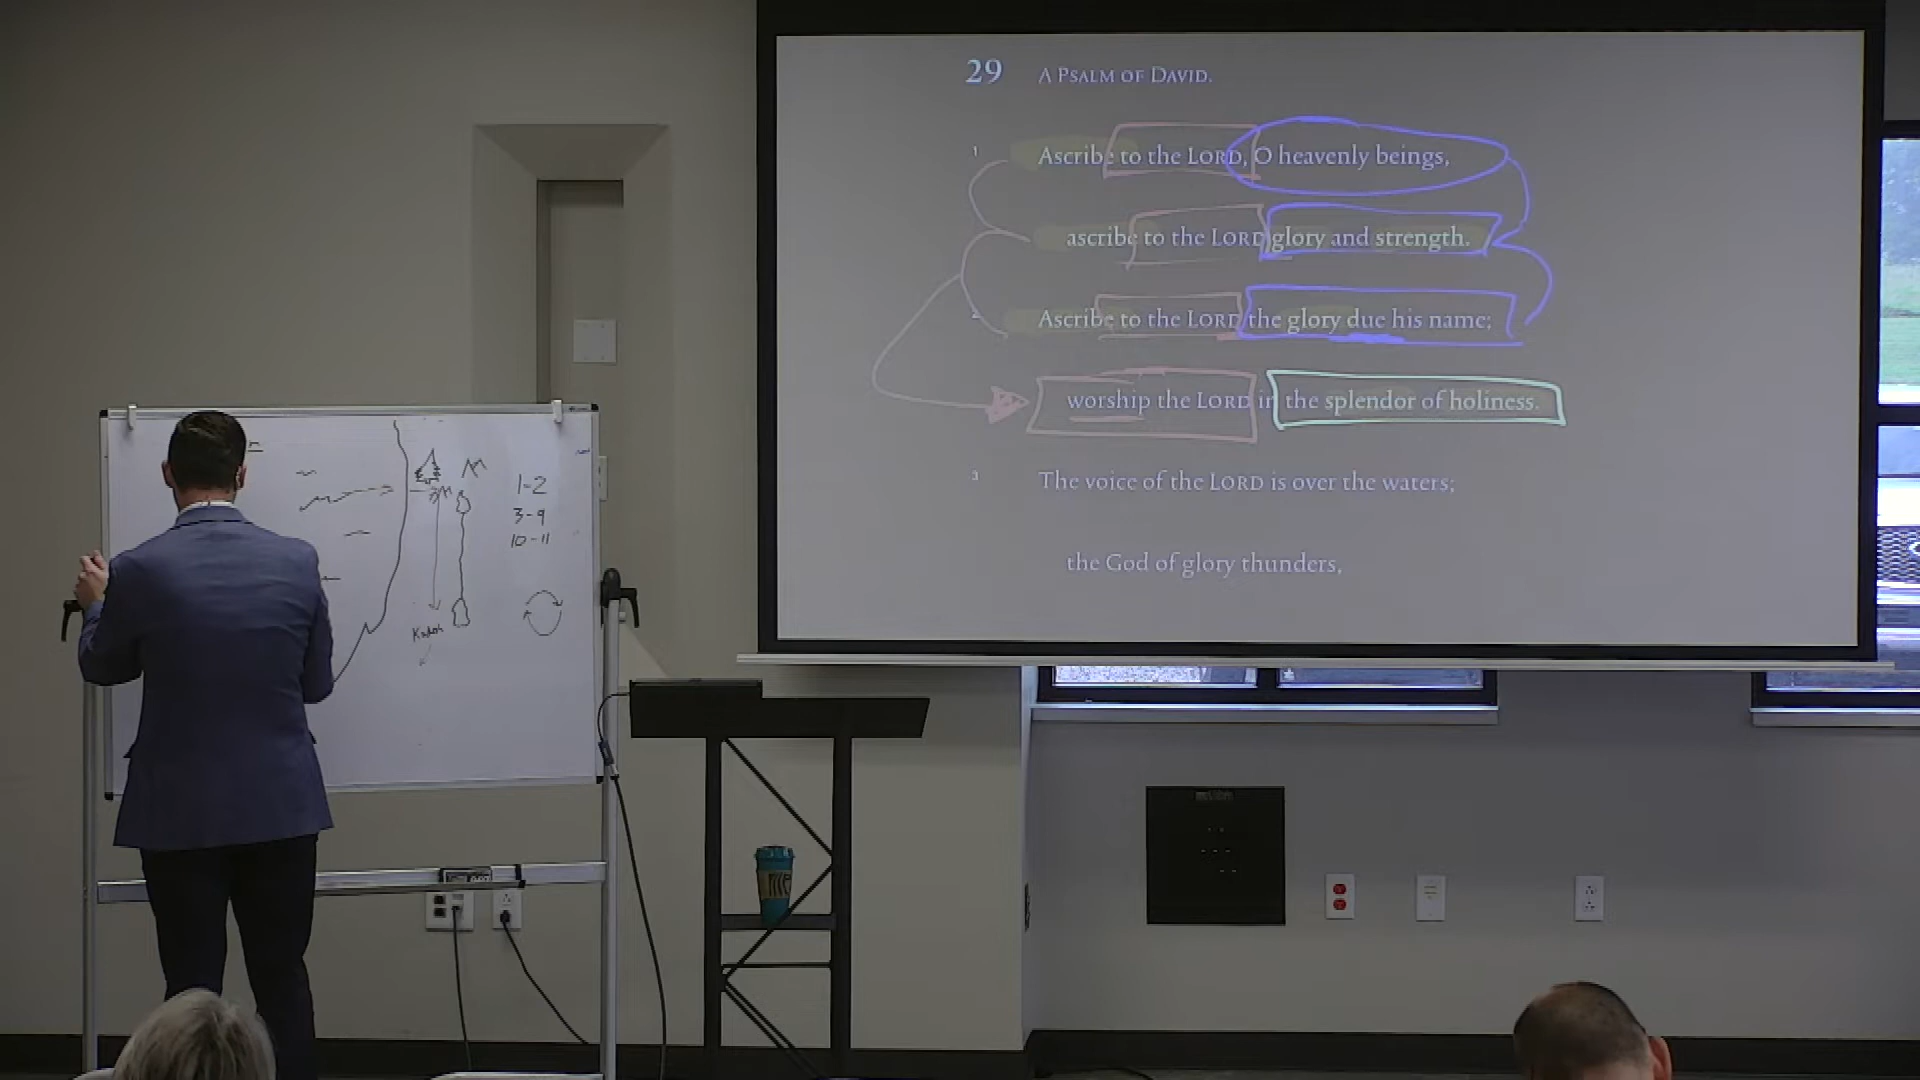 29 A PSALM OF DAVID.
1 Ascribe to the LORD, O heavenly beings,
ascribe to the LORD glory and strength.
2 Ascribe to the LORD the glory due his name;
worship the LORD in the splendor of holiness.
3 The voice of the LORD is over the waters;
the God of glory thunders,
1-2
3-9
10-11